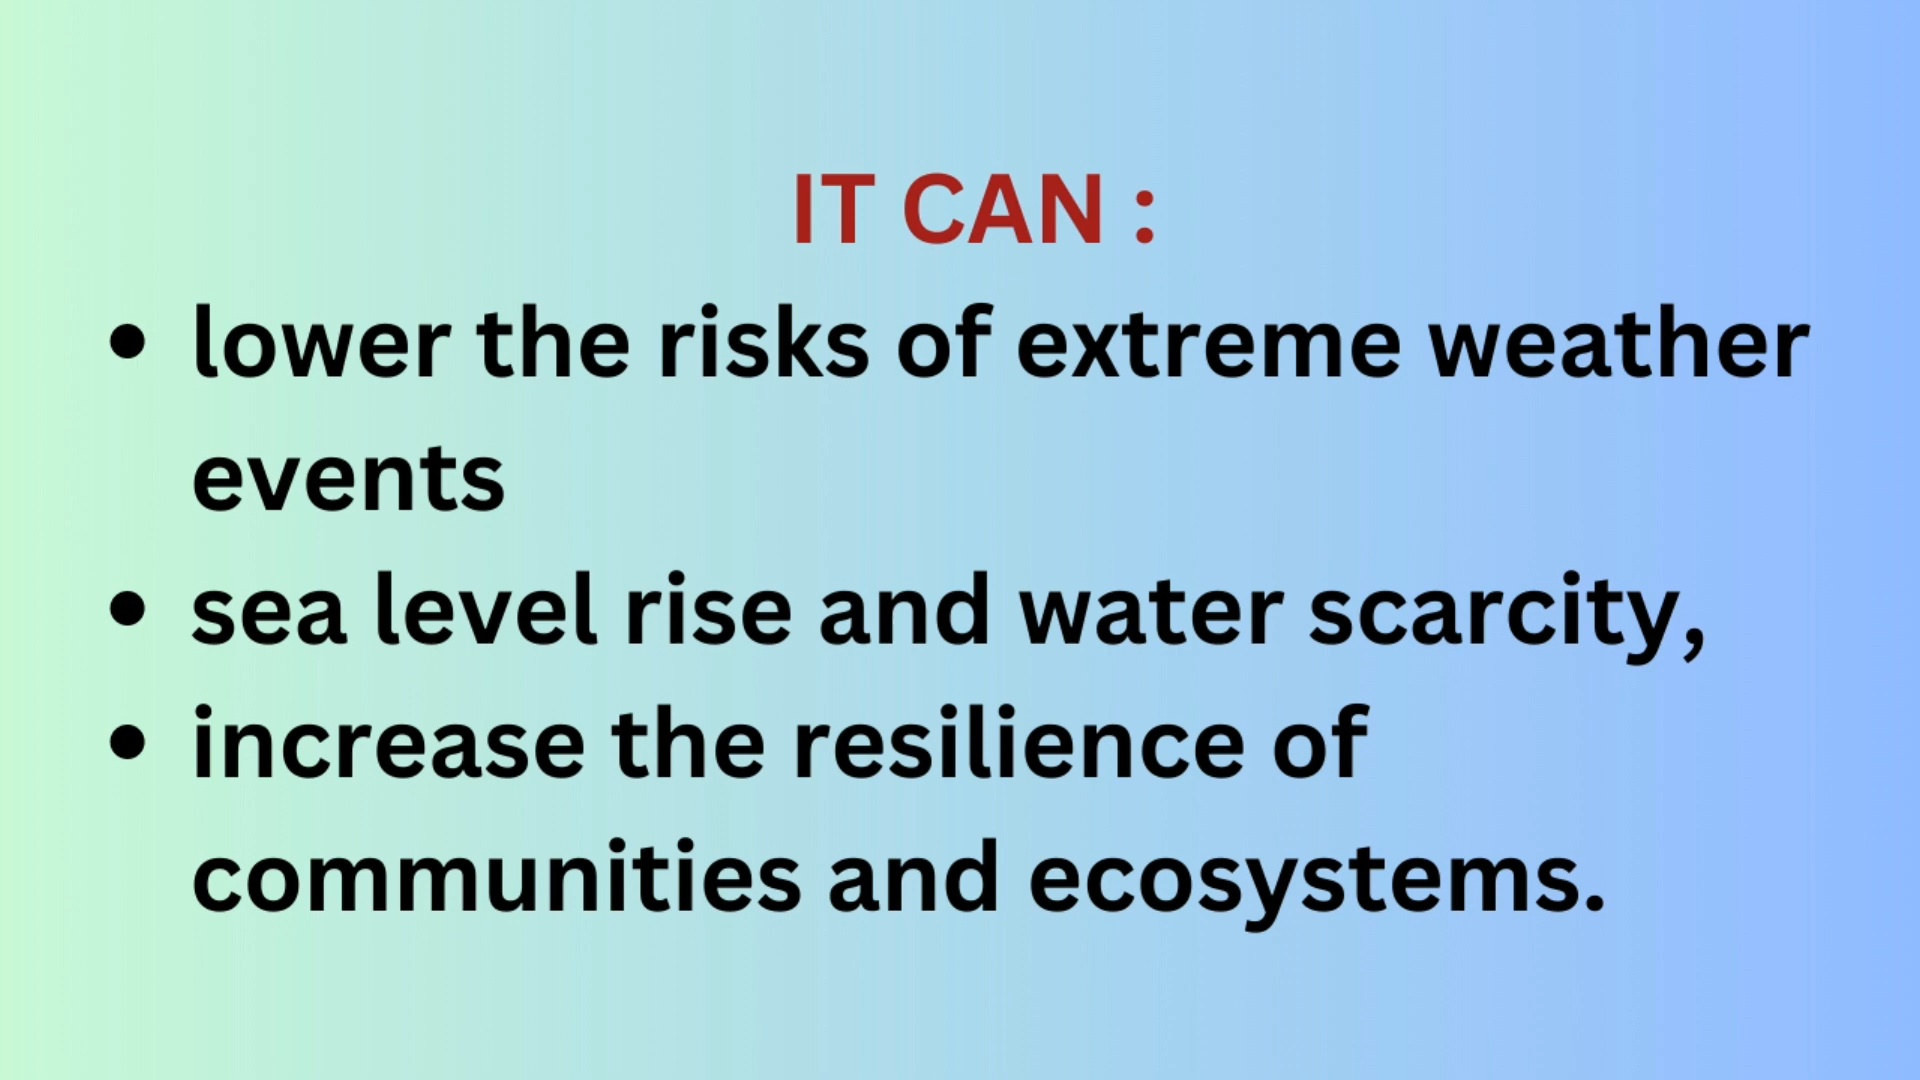 IT CAN :
• lower the risks of extreme weather
events
• sea level rise and water scarcity,
• increase the resilience of
communities and ecosystems.